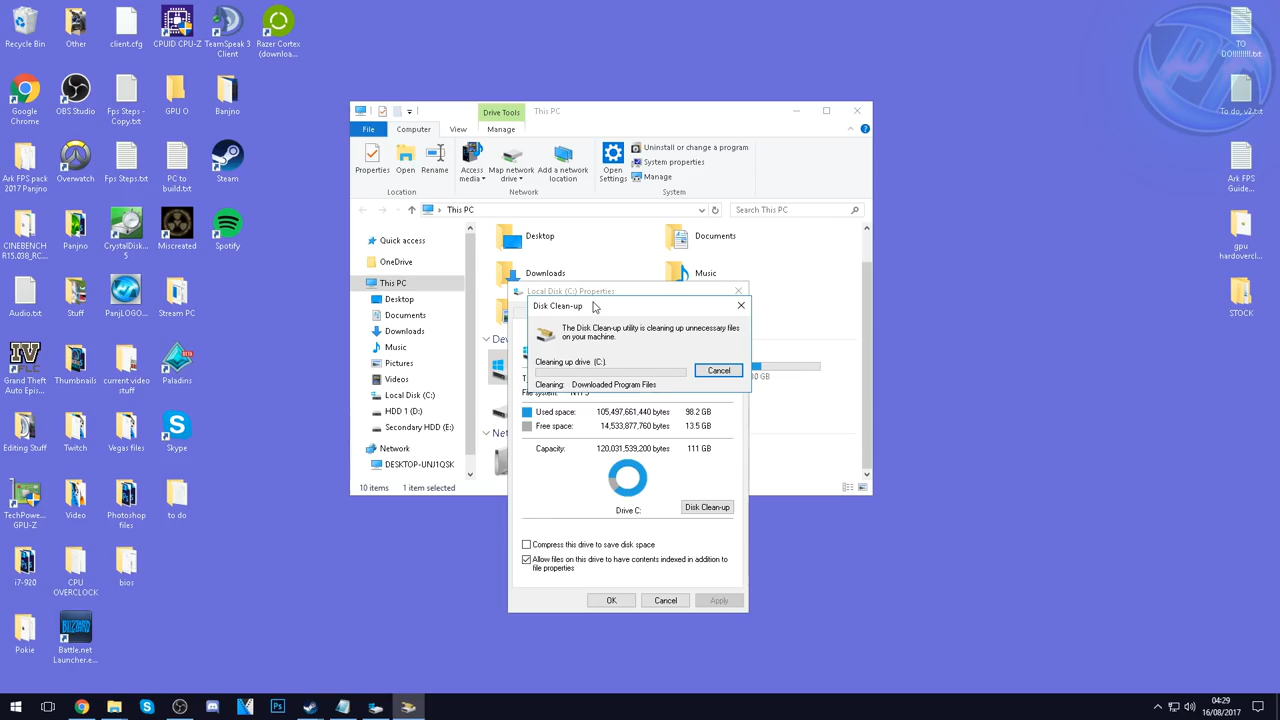 Recycle Bin
Other
client.cfg
CPUID CPU-Z
TeamSpeak 3
Client
Razer Cortex
(downloa...
Google
Chrome
OBS Studio
Fps Steps -
Copy.txt
GPU O
Banjno
Ark FPS
pack 2017 Panjno
Overwatch
Fps Steps.txt
PC to
build.txt
Steam
CINEBENCH
R15.038_RC...
Panjno
CrystalDisk...
5
Miscreated
Spotify
Audio.txt
Stuff
PanjLOGO...
Stream PC
Grand Theft
Auto Epis...
Thumbnails
current video
stuff
Paladins
Editing Stuff
Twitch
Vegas files
Skype
TechPowe...
GPU-Z
Video
Photoshop
files
to do
i7-920
CPU
OVERCLOCK
bios
Pokie
Battle.net
Launcher.e...
TO
DO!!!!!!!!.txt
To do, v2.txt
Ark FPS
Guide...
gpu
hardovercl...
STOCK
Drive Tools
This PC
File
Computer
View
Manage
Properties
Open
Rename
Location
Access
media
Map network
drive
Add a network
location
Network
Open
Settings
Uninstall or change a program
System properties
Manage
System
This PC
Search This PC
Quick access
OneDrive
This PC
Desktop
Documents
Downloads
Music
Pictures
Videos
Local Disk (C:)
HDD 1 (D:)
Secondary HDD (E:)
Network
DESKTOP-UNJ1QSK
Desktop
Documents
Downloads
Music
10 items
1 item selected
Local Disk (C:) Properties
Disk Clean-up
The Disk Clean-up utility is cleaning up unnecessary files
on your machine.
Cleaning up drive (C:).
Cancel
Cleaning: Downloaded Program Files
Used space: 105,497,661,440 bytes 98.2 GB
Free space: 14,533,877,760 bytes 13.5 GB
Capacity: 120,031,539,200 bytes 111 GB
Drive C:
Disk Clean-up
Compress this drive to save disk space
Allow files on this drive to have contents indexed in addition to
file properties
OK
Cancel
Apply
04:29
16/08/2017